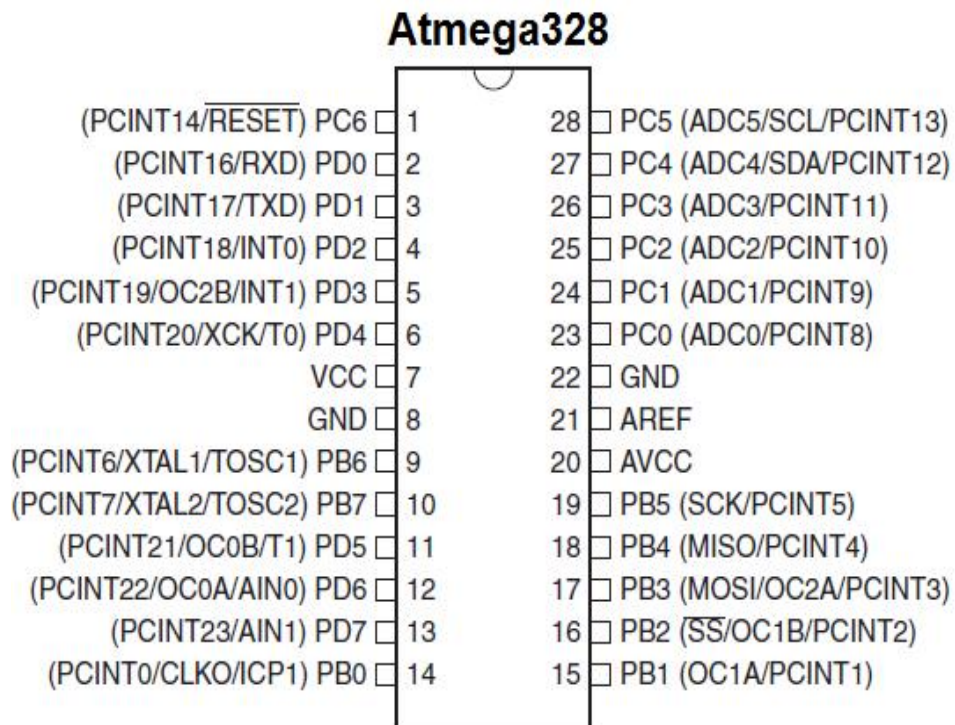 Atmega328
(PCINT14/RESET) PC6 1 28 PC5 (ADC5/SCL/PCINT13)
(PCINT16/RXD) PD0 2 27 PC4 (ADC4/SDA/PCINT12)
(PCINT17/TXD) PD1 3 26 PC3 (ADC3/PCINT11)
(PCINT18/INT0) PD2 4 25 PC2 (ADC2/PCINT10)
(PCINT19/OC2B/INT1) PD3 5 24 PC1 (ADC1/PCINT9)
(PCINT20/XCK/T0) PD4 6 23 PC0 (ADC0/PCINT8)
VCC 7 22 GND
GND 8 21 AREF
(PCINT6/XTAL1/TOSC1) PB6 9 20 AVCC
(PCINT7/XTAL2/TOSC2) PB7 10 19 PB5 (SCK/PCINT5)
(PCINT21/OC0B/T1) PD5 11 18 PB4 (MISO/PCINT4)
(PCINT22/OC0A/AIN0) PD6 12 17 PB3 (MOSI/OC2A/PCINT3)
(PCINT23/AIN1) PD7 13 16 PB2 (SS/OC1B/PCINT2)
(PCINT0/CLKO/ICP1) PB0 14 15 PB1 (OC1A/PCINT1)